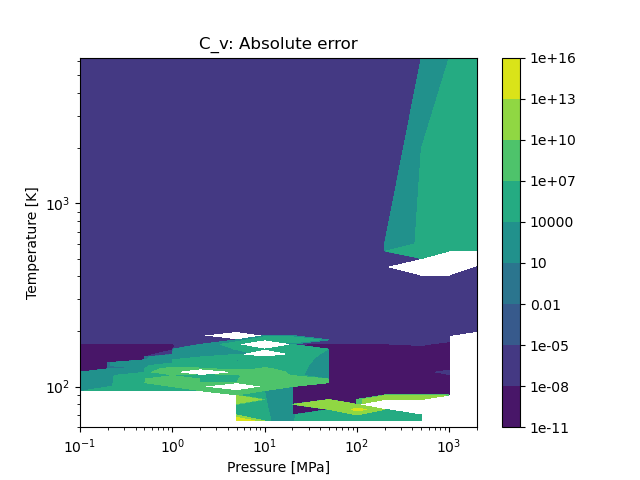 C_v: Absolute error
Temperature [K]
10³
10²
10⁻¹ 10⁰ 10¹ 10² 10³
Pressure [MPa]
1e+16
1e+13
1e+10
1e+07
10000
10
0.01
1e-05
1e-08
1e-11